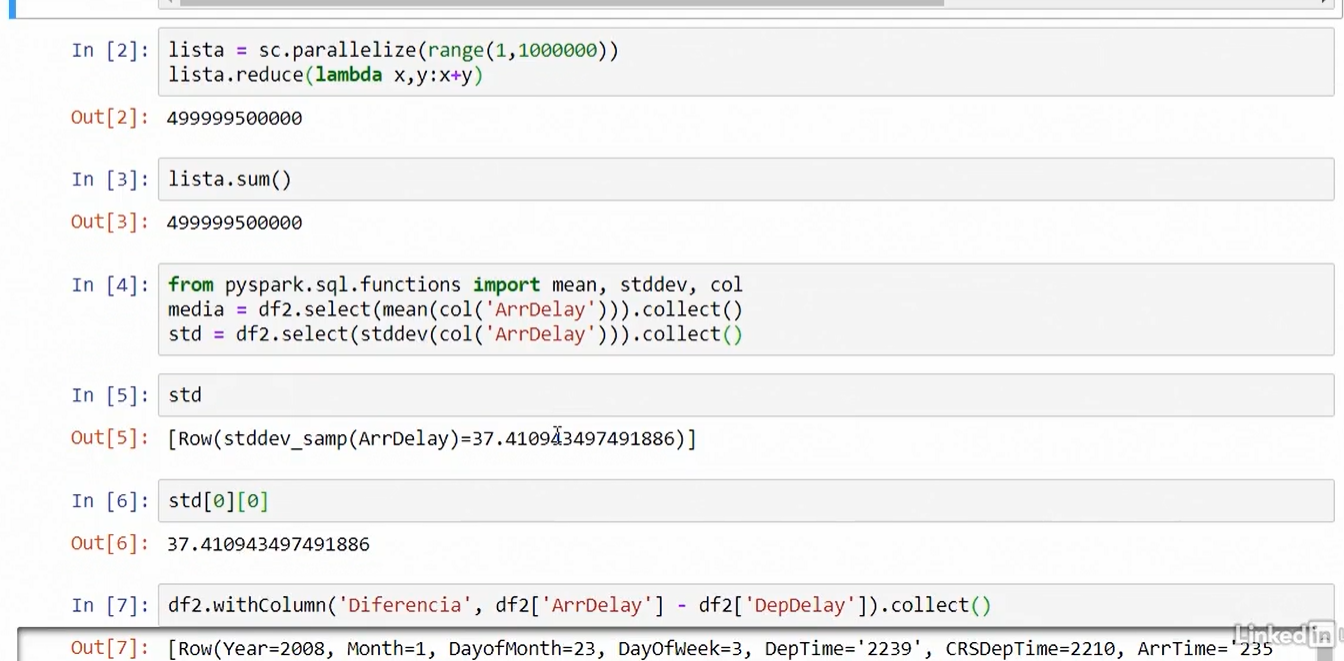 In [2]: lista = sc.parallelize(range(1,1000000))
lista.reduce(lambda x,y:x+y)
Out[2]: 499999500000
In [3]: lista.sum()
Out[3]: 499999500000
In [4]: from pyspark.sql.functions import mean, stddev, col
media = df2.select(mean(col('ArrDelay'))).collect()
std = df2.select(stddev(col('ArrDelay'))).collect()
In [5]: std
Out[5]: [Row(stddev_samp(ArrDelay)=37.410943497491886)]
In [6]: std[0][0]
Out[6]: 37.410943497491886
In [7]: df2.withColumn('Diferencia', df2['ArrDelay'] - df2['DepDelay']).collect()
Out[7]: [Row(Year=2008, Month=1, DayofMonth=23, DayOfWeek=3, DepTime='2239', CRSDepTime=2210, ArrTime='235
LinkedIn